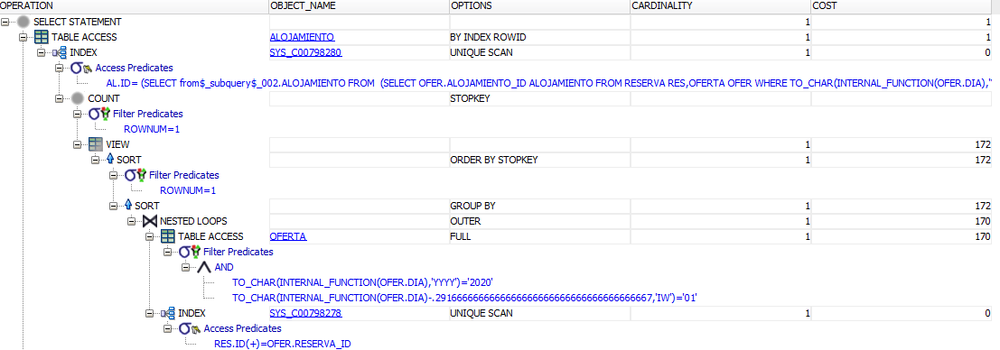 OPERATION OBJECT_NAME OPTIONS CARDINALITY COST
SELECT STATEMENT 1 1
TABLE ACCESS ALOJAMIENTO BY INDEX ROWID 1 1
INDEX SYS_C00798280 UNIQUE SCAN 1 0
Access Predicates
AL.ID= (SELECT from$_subquery$_002.ALOJAMIENTO FROM (SELECT OFER.ALOJAMIENTO_ID ALOJAMIENTO FROM RESERVA RES,OFERTA OFER WHERE TO_CHAR(INTERNAL_FUNCTION(OFER.DIA),
COUNT STOPKEY
Filter Predicates
ROWNUM=1
VIEW 1 172
SORT ORDER BY STOPKEY 1 172
Filter Predicates
ROWNUM=1
SORT GROUP BY 1 172
NESTED LOOPS OUTER 1 170
TABLE ACCESS OFERTA FULL 1 170
Filter Predicates
AND
TO_CHAR(INTERNAL_FUNCTION(OFER.DIA),'YYYY')='2020'
TO_CHAR(INTERNAL_FUNCTION(OFER.DIA)-.2916666666666666666666666666666666666667,'IW')='01'
INDEX SYS_C00798278 UNIQUE SCAN 1 0
Access Predicates
RES.ID(+)=OFER.RESERVA_ID